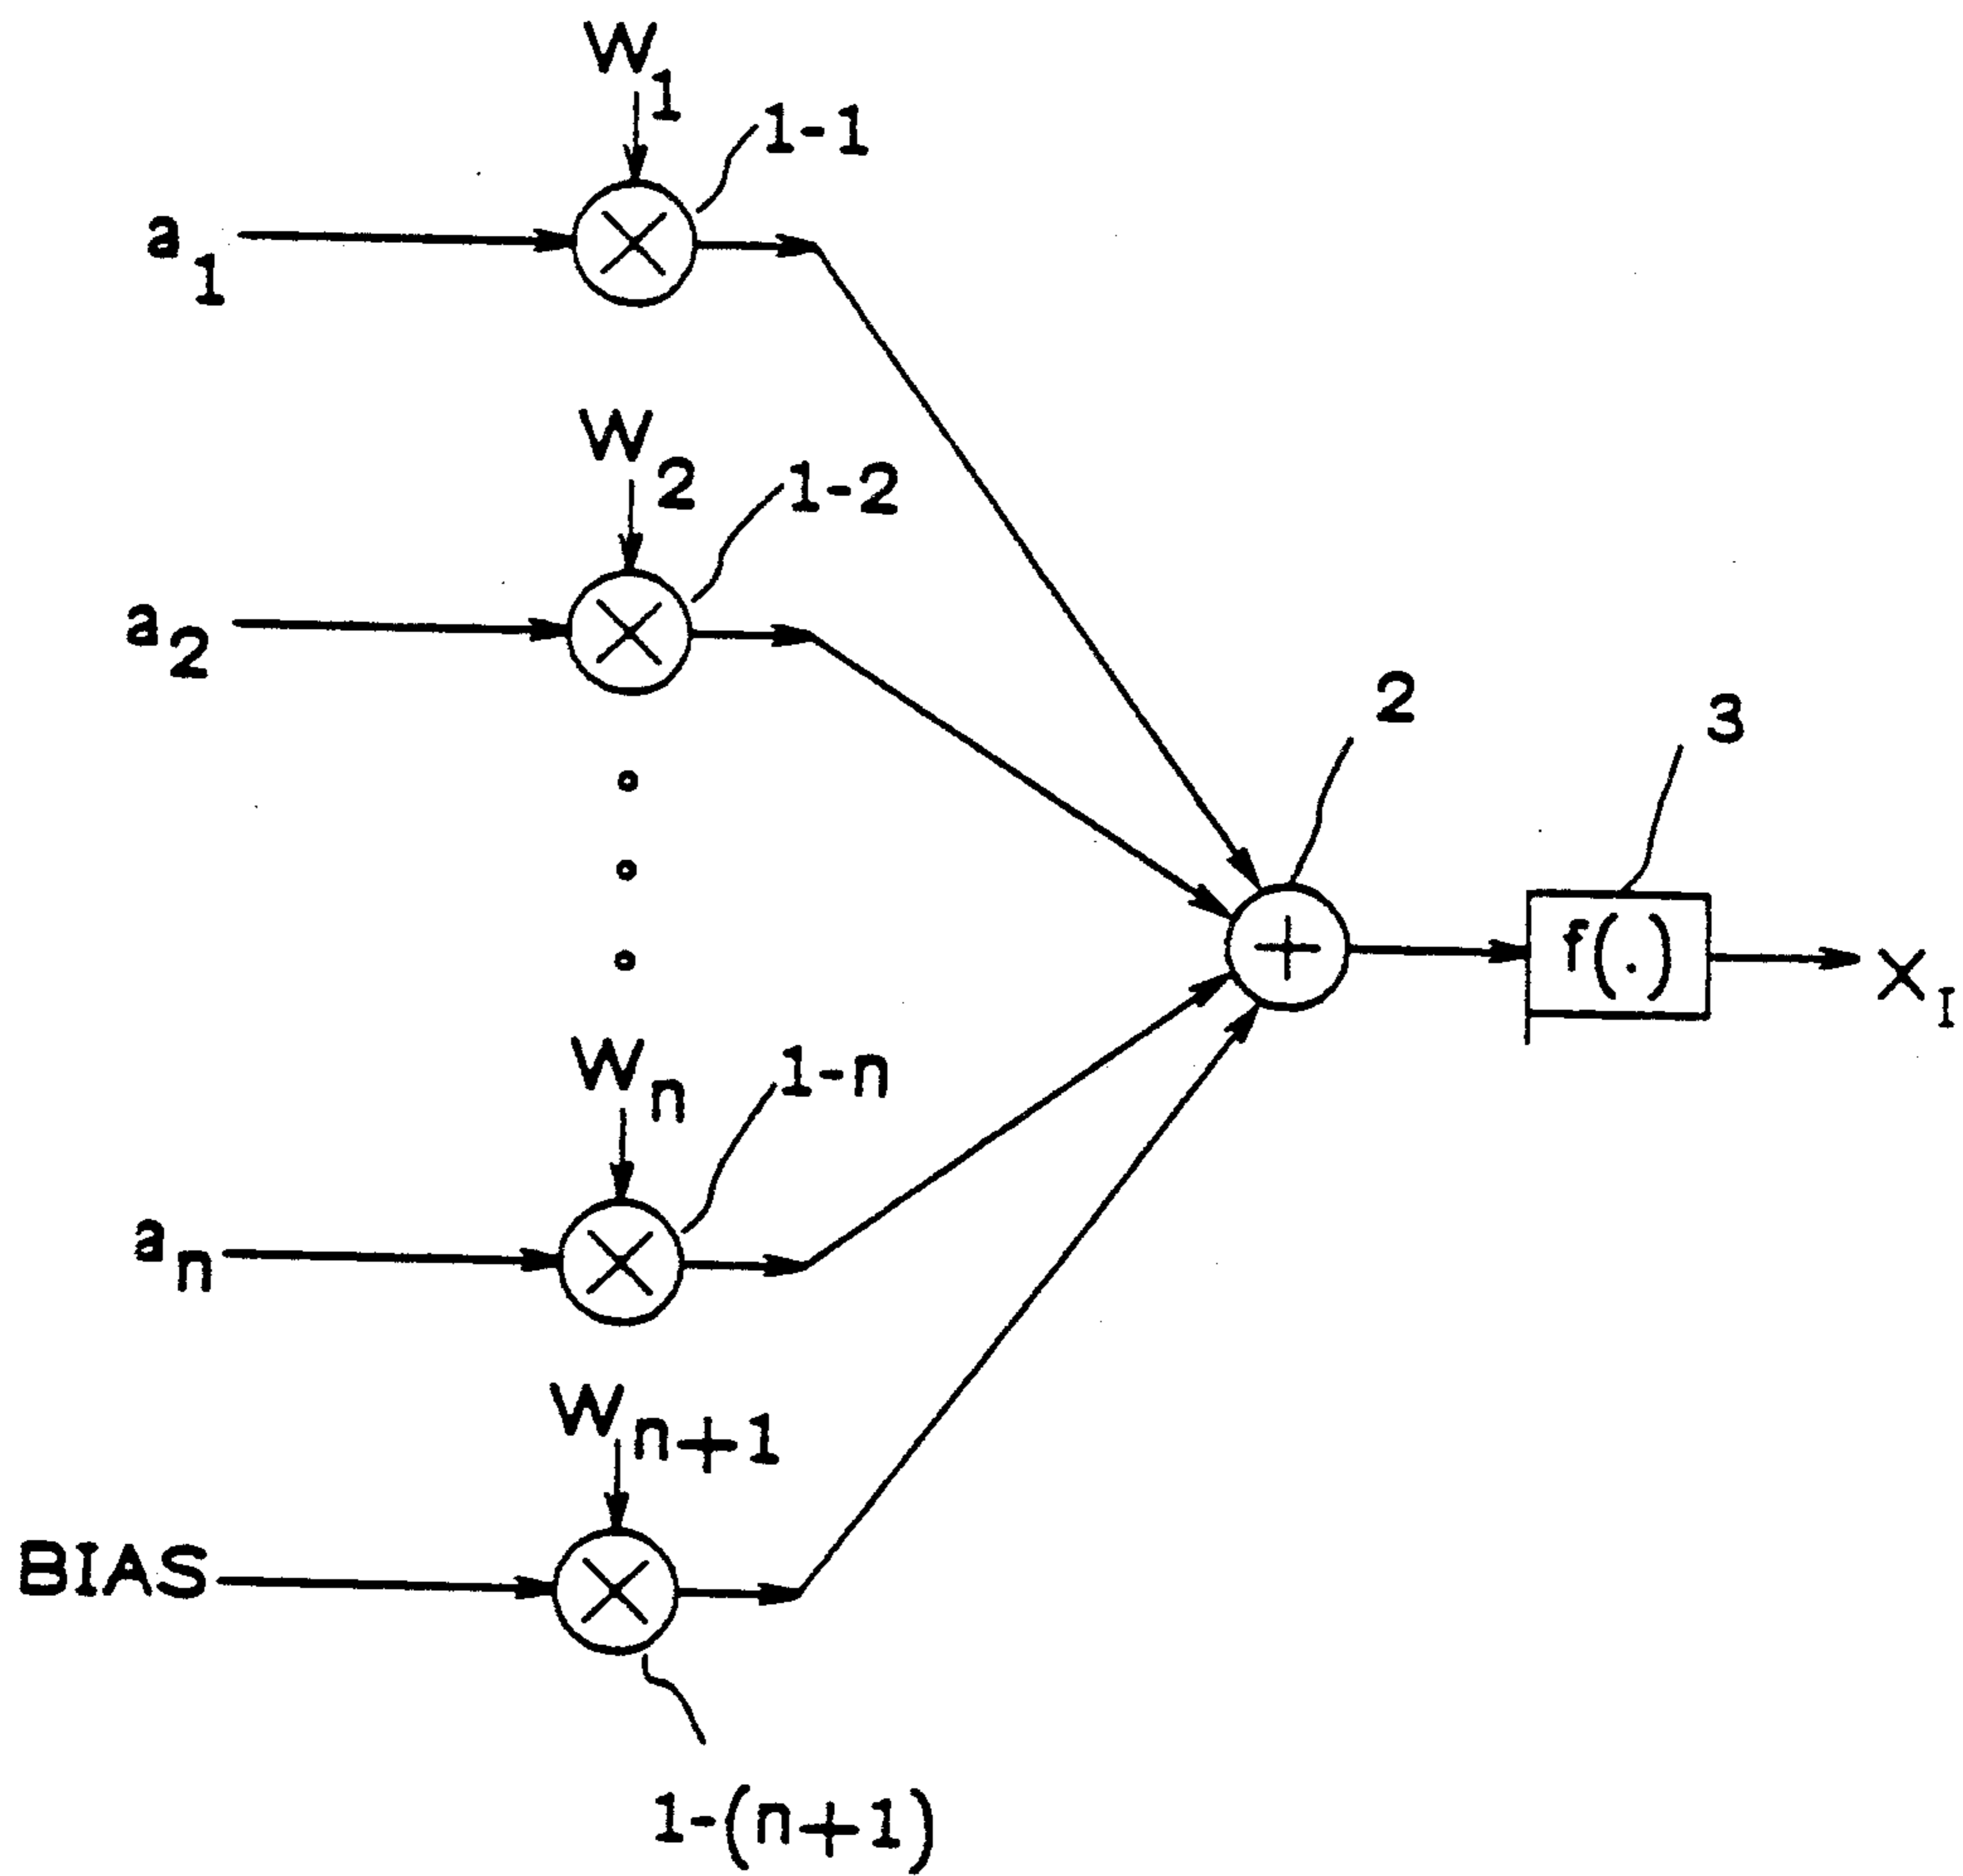 W1
1-1
a1
W2
1-2
a2
2
3
f(.)
XI
Wn
1-n
an
Wn+1
BIAS
1-(n+1)